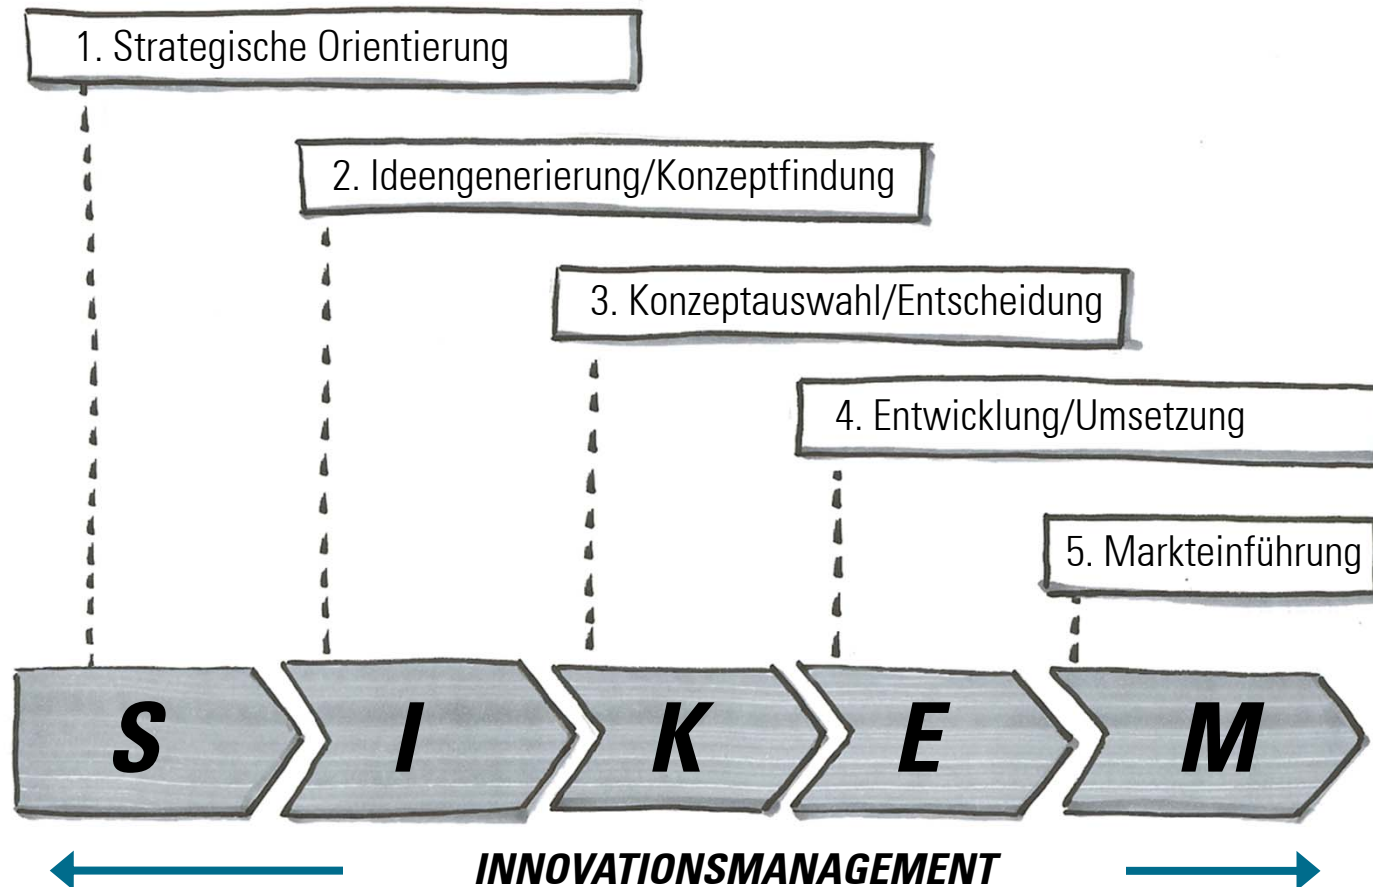 1. Strategische Orientierung
2. Ideengenerierung/Konzeptfindung
3. Konzeptauswahl/Entscheidung
4. Entwicklung/Umsetzung
5. Markteinführung
S I K E M
INNOVATIONSMANAGEMENT